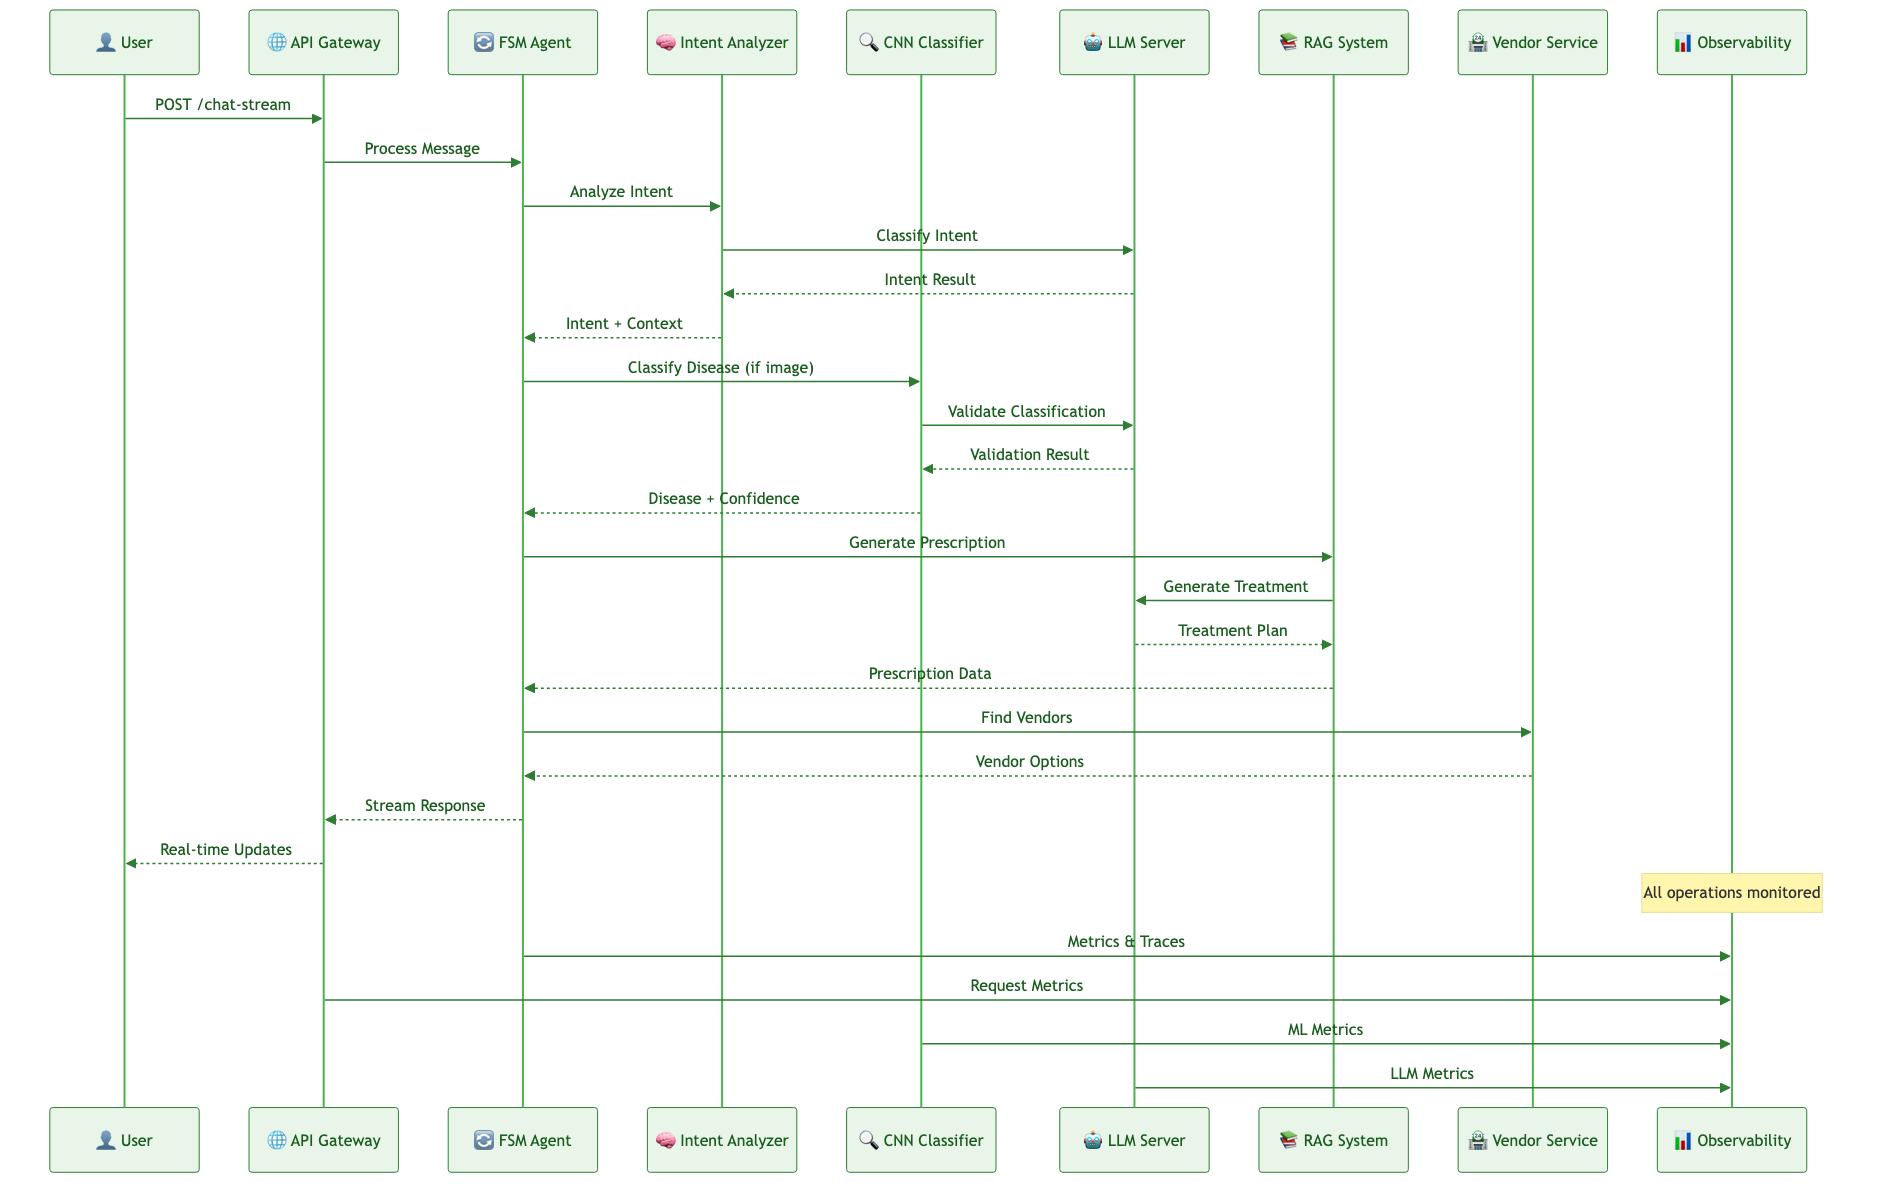 👤 User
🌐 API Gateway
🔄 FSM Agent
🧠 Intent Analyzer
🔍 CNN Classifier
🤖 LLM Server
📚 RAG System
🏪 Vendor Service
📊 Observability
POST /chat-stream
Process Message
Analyze Intent
Classify Intent
Intent Result
Intent + Context
Classify Disease (if image)
Validate Classification
Validation Result
Disease + Confidence
Generate Prescription
Generate Treatment
Treatment Plan
Prescription Data
Find Vendors
Vendor Options
Stream Response
Real-time Updates
All operations monitored
Metrics & Traces
Request Metrics
ML Metrics
LLM Metrics
👤 User
🌐 API Gateway
🔄 FSM Agent
🧠 Intent Analyzer
🔍 CNN Classifier
🤖 LLM Server
📚 RAG System
🏪 Vendor Service
📊 Observability